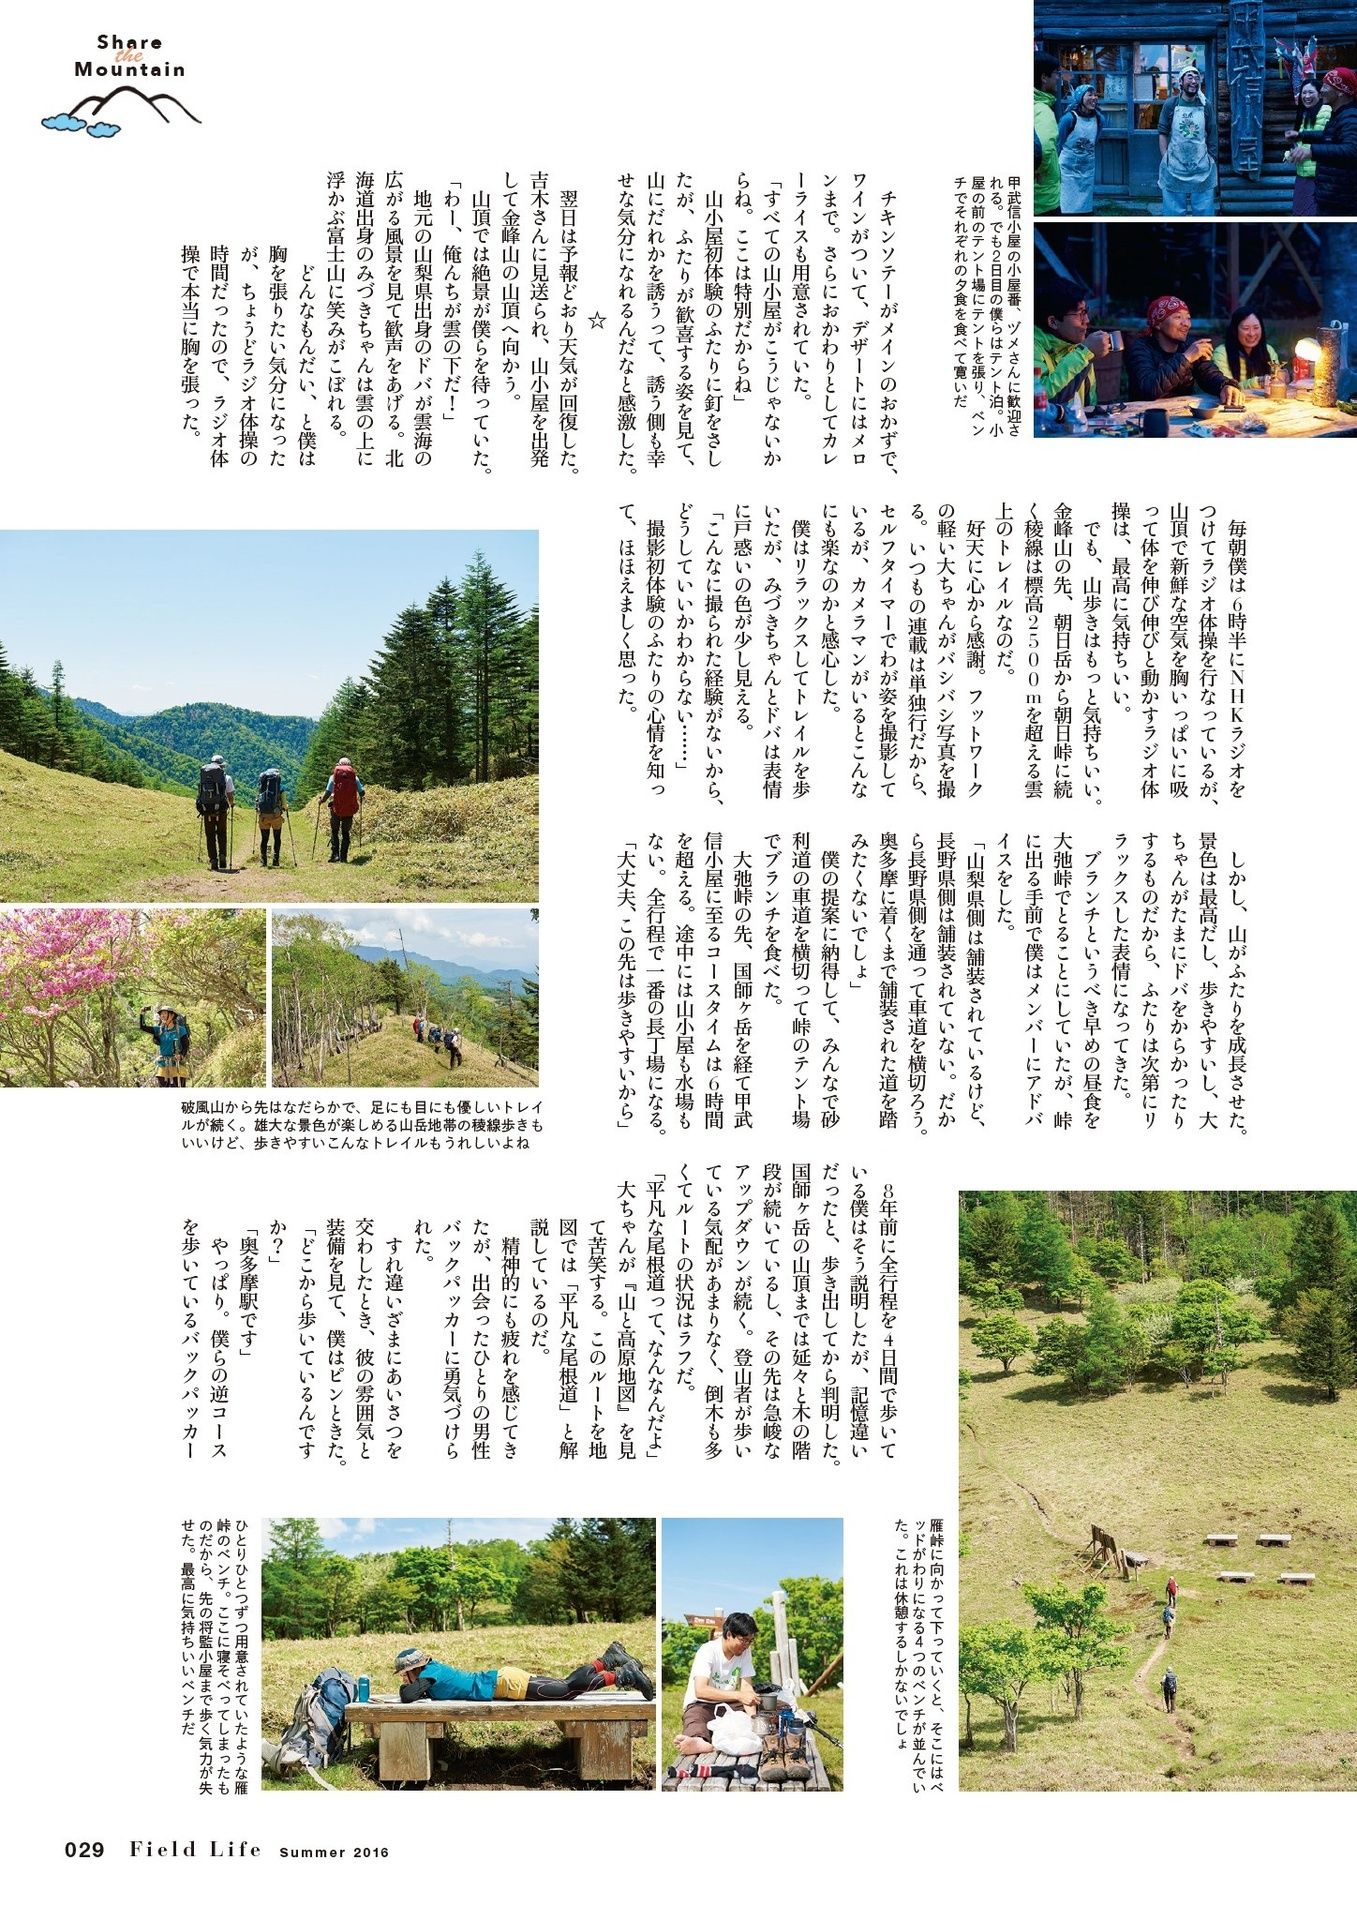 Share
the
Mountain
甲武信小屋
甲武信小屋の小屋番、ヅメさんに歓迎さ
れる。でも2日目の僕らはテント泊。小
屋の前のテント場にテントを張り、ベン
チでそれぞれの夕食を食べて寛いだ
チキンソテーがメインのおかずで、
ワインがついて、デザートにはメロ
ンまで。さらにおかわりとしてカレ
ーライスも用意されていた。
「すべての山小屋がこうじゃないか
らね。ここは特別だからね」
山小屋初体験のふたりに釘をさし
たが、ふたりが歓喜する姿を見て、
山にだれかを誘うって、誘う側も幸
せな気分になれるんだなと感激した。
☆
翌日は予報どおり天気が回復した。
吉木さんに見送られ、山小屋を出発
して金峰山の山頂へ向かう。
山頂では絶景が僕らを待っていた。
「わー、俺んちが雲の下だ！」
地元の山梨県出身のドバが雲海の
広がる風景を見て歓声をあげる。北
海道出身のみづきちゃんは雲の上に
浮かぶ富士山に笑みがこぼれる。
どんなもんだい、と僕は
胸を張りたい気分になった
が、ちょうどラジオ体操の
時間だったので、ラジオ体
操で本当に胸を張った。
毎朝僕は6時半にNHKラジオを
つけてラジオ体操を行なっているが、
山頂で新鮮な空気を胸いっぱいに吸
って体を伸び伸びと動かすラジオ体
操は、最高に気持ちいい。
でも、山歩きはもっと気持ちいい。
金峰山の先、朝日岳から朝日峠に続
く稜線は標高2500mを超える雲
上のトレイルなのだ。
好天に心から感謝。フットワーク
の軽い大ちゃんがバシバシ写真を撮
る。いつもの連載は単独行だから、
セルフタイマーでわが姿を撮影して
いるが、カメラマンがいるとこんな
にも楽なのかと感心した。
僕はリラックスしてトレイルを歩
いたが、みづきちゃんとドバは表情
に戸惑いの色が少し見える。
「こんなに撮られた経験がないから、
どうしていいかわからない……」
撮影初体験のふたりの心情を知っ
て、ほほえましく思った。
しかし、山がふたりを成長させた。
景色は最高だし、歩きやすいし、大
ちゃんがたまにドバをからかったり
するものだから、ふたりは次第にリ
ラックスした表情になってきた。
ブランチというべき早めの昼食を
大弛峠でとることにしていたが、峠
に出る手前で僕はメンバーにアドバ
イスをした。
「山梨県側は舗装されているけど、
長野県側は舗装されていない。だか
ら長野県側を通って車道を横切ろう。
奥多摩に着くまで舗装された道を踏
みたくないでしょ」
僕の提案に納得して、みんなで砂
利道の車道を横切って峠のテント場
でブランチを食べた。
大弛峠の先、国師ヶ岳を経て甲武
信小屋に至るコースタイムは6時間
を超える。途中には山小屋も水場も
ない。全行程で一番の長丁場になる。
「大丈夫、この先は歩きやすいから」
破風山から先はなだらかで、足にも目にも優しいトレイ
ルが続く。雄大な景色が楽しめる山岳地帯の稜線歩きも
いいけど、歩きやすいこんなトレイルもうれしいよね
8年前に全行程を4日間で歩いて
いる僕はそう説明したが、記憶違い
だったと、歩き出してから判明した。
国師ヶ岳の山頂までは延々と木の階
段が続いているし、その先は急峻な
アップダウンが続く。登山者が歩い
ている気配があまりなく、倒木も多
くてルートの状況はラフだ。
「平凡な尾根道って、なんなんだよ」
大ちゃんが『山と高原地図』を見
て苦笑する。このルートを地
図では「平凡な尾根道」と解
説しているのだ。
精神的にも疲れを感じてき
たが、出会ったひとりの男性
バックパッカーに勇気づけら
れた。
すれ違いざまにあいさつを
交わしたとき、彼の雰囲気と
装備を見て、僕はピンときた。
「どこから歩いているんです
か？」
「奥多摩駅です」
やっぱり。僕らの逆コース
を歩いているバックパッカー
雁峠に向かって下っていくと、そこにはベ
ッドがわりになる4つのベンチが並んでい
た。これは休憩するしかないでしょ
ひとりひとつずつ用意されていたような雁
峠のベンチ。ここに寝そべってしまったも
のだから、先の将監小屋まで歩く気力が失
せた。最高に気持ちいいベンチだ
029 Field Life Summer 2016